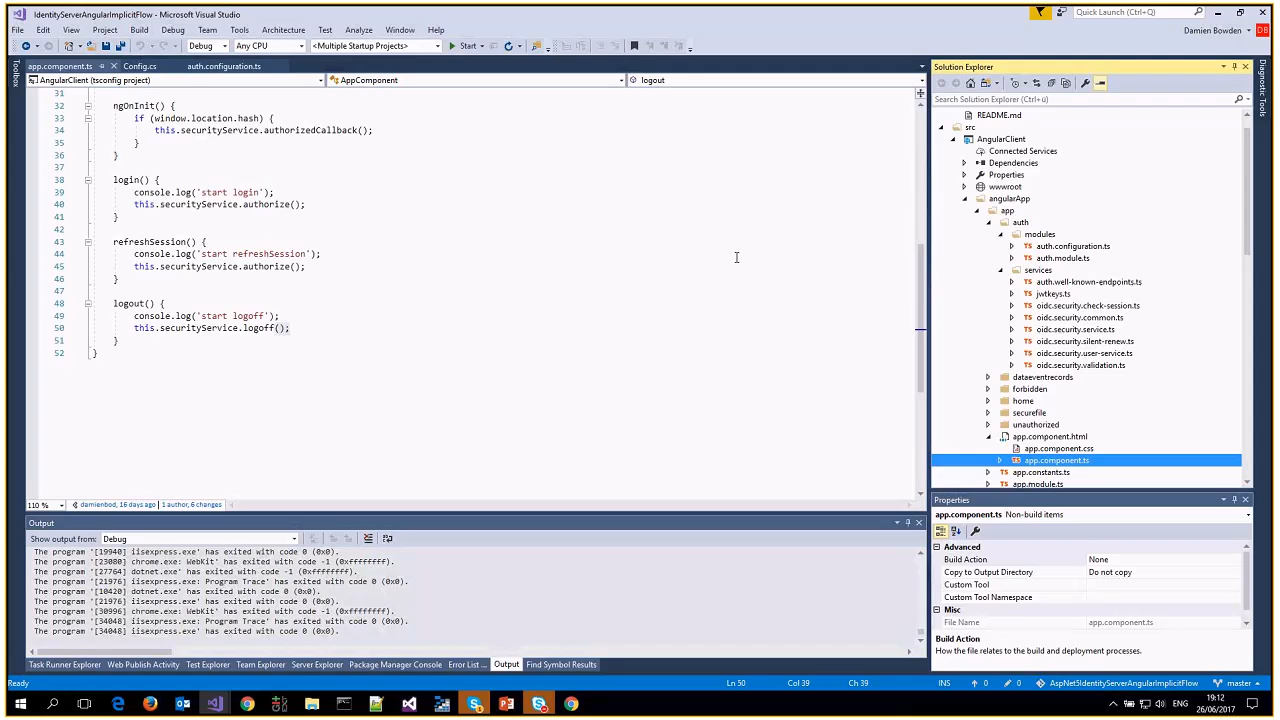 IdentityServerAngularImplicitFlow - Microsoft Visual Studio
Quick Launch (Ctrl+Q)
File Edit View Project Build Debug Team Tools Architecture Test Analyze Window Help
Damien Bowden DB
Debug Any CPU <Multiple Startup Projects> Start
app.component.ts Config.cs auth.configuration.ts
AngularClient (tsconfig project) AppComponent logout
31
32 ngOnInit() {
33 if (window.location.hash) {
34 this.securityService.authorizedCallback();
35 }
36 }
37
38 login() {
39 console.log('start login');
40 this.securityService.authorize();
41 }
42
43 refreshSession() {
44 console.log('start refreshSession');
45 this.securityService.authorize();
46 }
47
48 logout() {
49 console.log('start logoff');
50 this.securityService.logoff();
51 }
52 }
110 % damienbod, 16 days ago | 1 author, 6 changes
Toolbox
Output
Show output from: Debug
The program '[19940] iisexpress.exe' has exited with code 0 (0x0).
The program '[23080] chrome.exe: WebKit' has exited with code -1 (0xffffffff).
The program '[27764] dotnet.exe' has exited with code -1 (0xffffffff).
The program '[21976] iisexpress.exe: Program Trace' has exited with code 0 (0x0).
The program '[10420] dotnet.exe' has exited with code 0 (0x0).
The program '[21976] iisexpress.exe' has exited with code 0 (0x0).
The program '[30996] chrome.exe: WebKit' has exited with code -1 (0xffffffff).
The program '[34048] iisexpress.exe: Program Trace' has exited with code 0 (0x0).
The program '[34048] iisexpress.exe' has exited with code 0 (0x0).
Task Runner Explorer Web Publish Activity Test Explorer Team Explorer Server Explorer Package Manager Console Error List ... Output Find Symbol Results
Solution Explorer
Search Solution Explorer (Ctrl+ü)
README.md
src
AngularClient
Connected Services
Dependencies
Properties
wwwroot
angularApp
app
auth
modules
auth.configuration.ts
auth.module.ts
services
auth.well-known-endpoints.ts
jwtkeys.ts
oidc.security.check-session.ts
oidc.security.common.ts
oidc.security.service.ts
oidc.security.silent-renew.ts
oidc.security.user-service.ts
oidc.security.validation.ts
dataeventrecords
forbidden
home
securefile
unauthorized
app.component.html
app.component.css
app.component.ts
app.constants.ts
app.module.ts
Diagnostic Tools
Properties
app.component.ts Non-build items
Advanced
Build Action None
Copy to Output Directory Do not copy
Custom Tool
Custom Tool Namespace
Misc
File Name app.component.ts
Build Action
How the file relates to the build and deployment processes.
Ready Ln 50 Col 39 Ch 39 INS 0 0 AspNet5IdentityServerAngularImplicitFlow master
ENG
19:12
26/06/2017